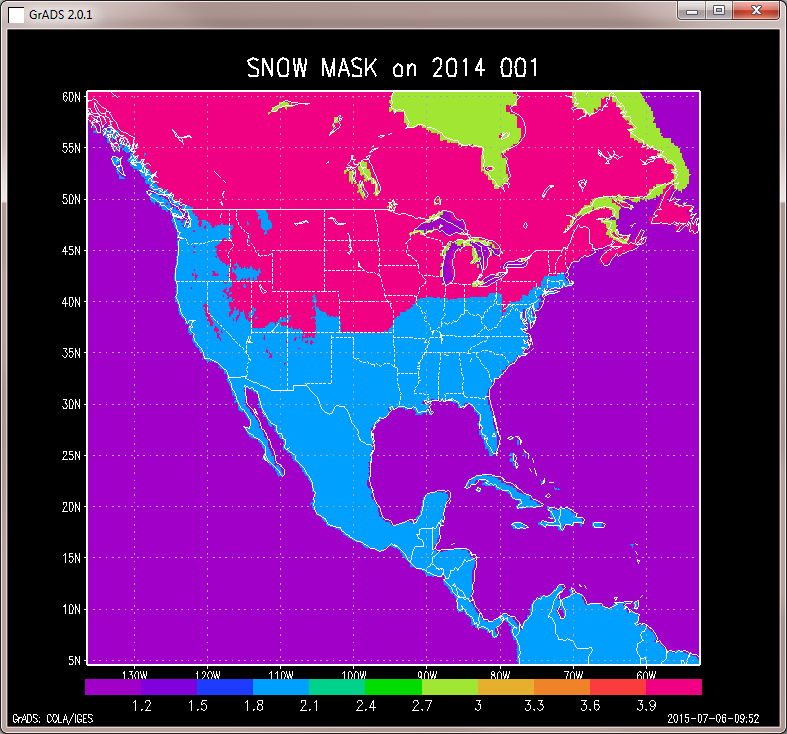 GrADS 2.0.1
SNOW MASK on 2014 001
60N
55N
50N
45N
40N
35N
30N
25N
20N
15N
10N
5N
130W 120W 110W 100W 90W 80W 70W 60W
1.2 1.5 1.8 2.1 2.4 2.7 3 3.3 3.6 3.9
GrADS: COLA/IGES 2015-07-06-09:52